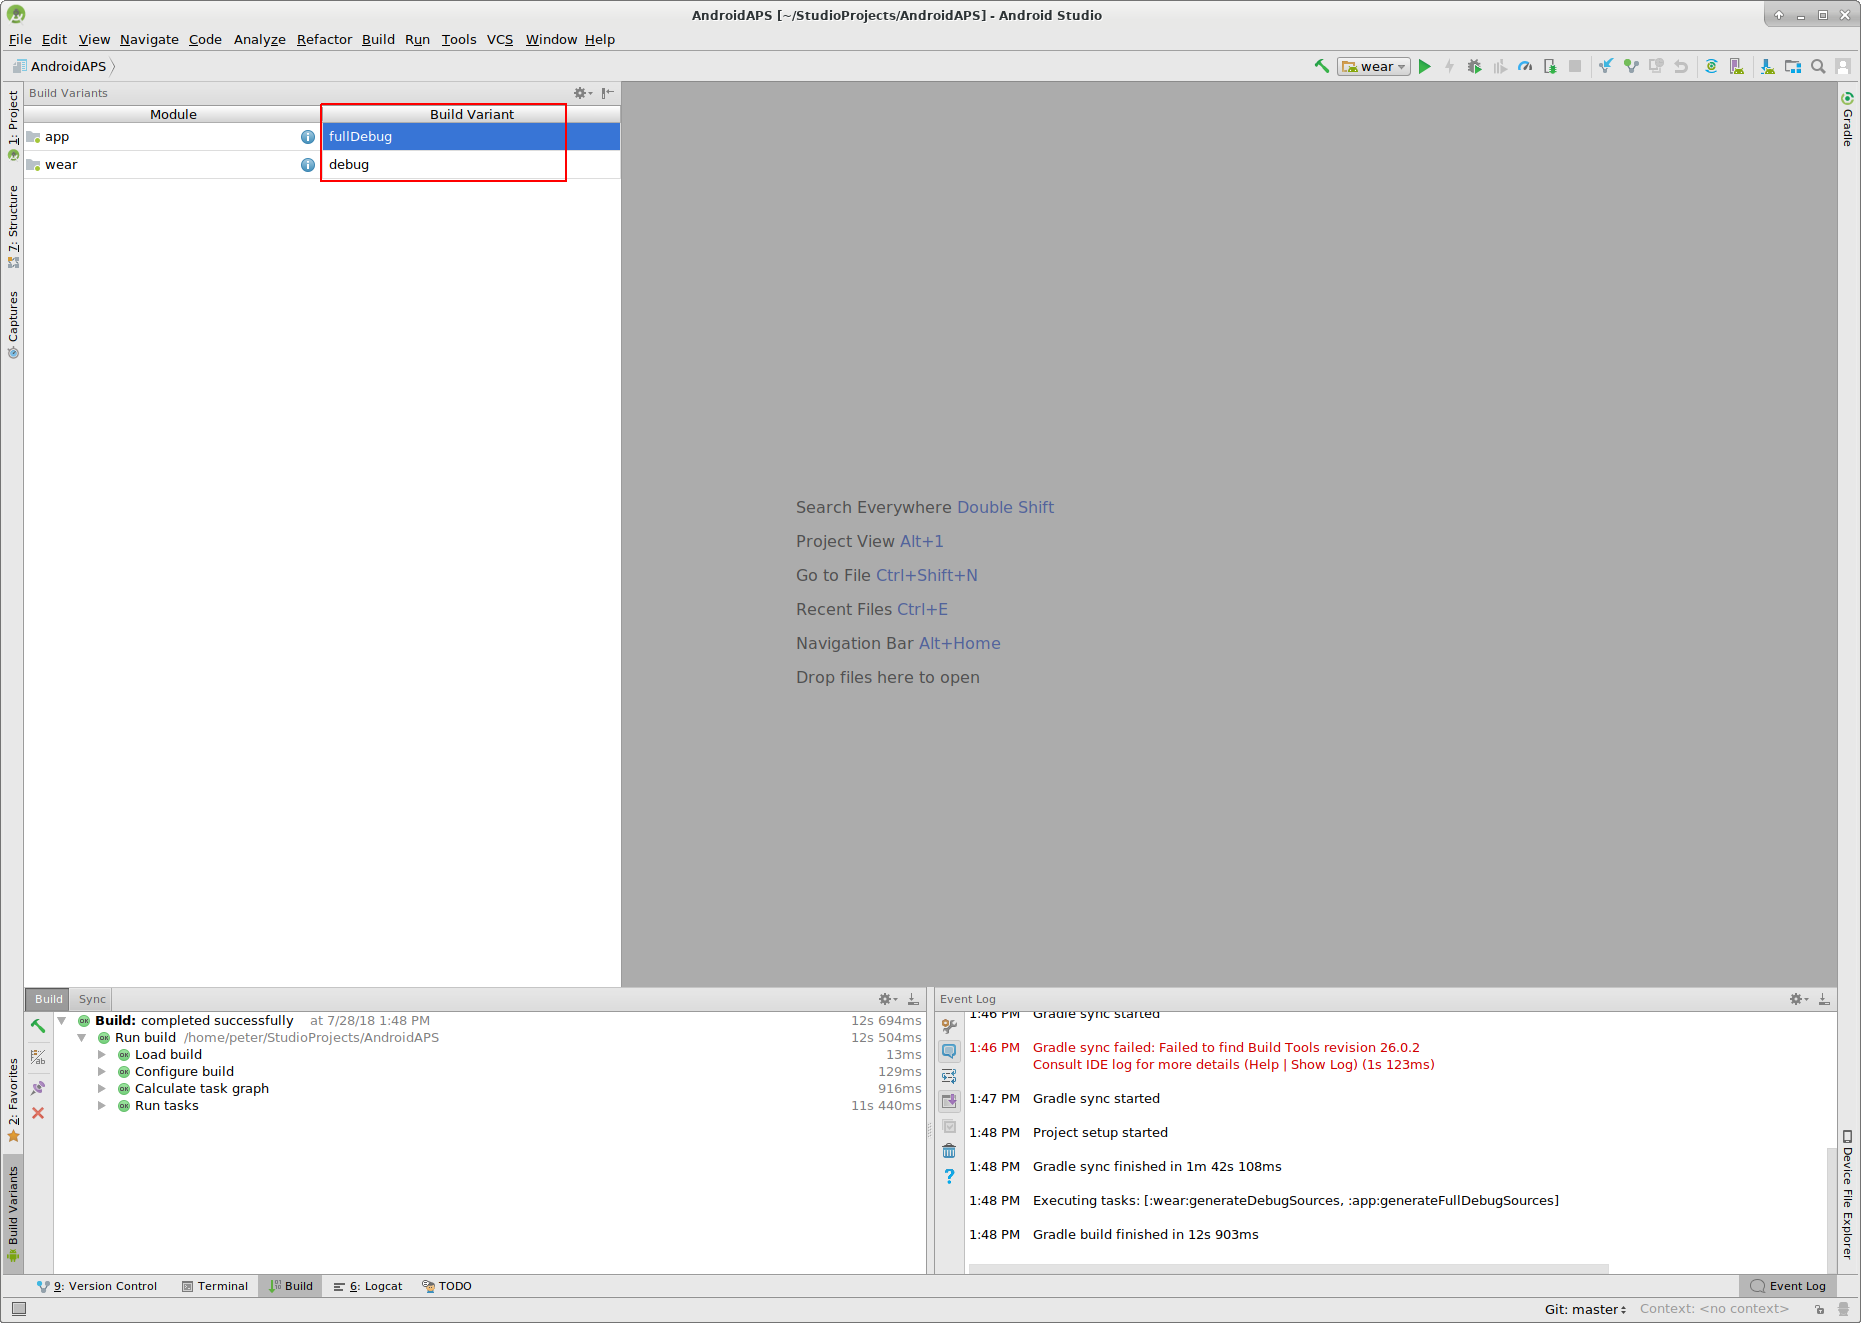 AndroidAPS [~/StudioProjects/AndroidAPS] - Android Studio
File Edit View Navigate Code Analyze Refactor Build Run Tools VCS Window Help
AndroidAPS
wear
Build Variants
Module
Build Variant
app
fullDebug
wear
debug
1: Project
7: Structure
Captures
2: Favorites
Build Variants
Gradle
Device File Explorer
Search Everywhere Double Shift
Project View Alt+1
Go to File Ctrl+Shift+N
Recent Files Ctrl+E
Navigation Bar Alt+Home
Drop files here to open
Build
Sync
Build: completed successfully at 7/28/18 1:48 PM 12s 694ms
Run build /home/peter/StudioProjects/AndroidAPS 12s 504ms
Load build 13ms
Configure build 129ms
Calculate task graph 916ms
Run tasks 11s 440ms
Event Log
1:46 PM Gradle sync started
1:46 PM Gradle sync failed: Failed to find Build Tools revision 26.0.2
Consult IDE log for more details (Help | Show Log) (1s 123ms)
1:47 PM Gradle sync started
1:48 PM Project setup started
1:48 PM Gradle sync finished in 1m 42s 108ms
1:48 PM Executing tasks: [:wear:generateDebugSources, :app:generateFullDebugSources]
1:48 PM Gradle build finished in 12s 903ms
9: Version Control
Terminal
Build
6: Logcat
TODO
Event Log
Git: master
Context: <no context>